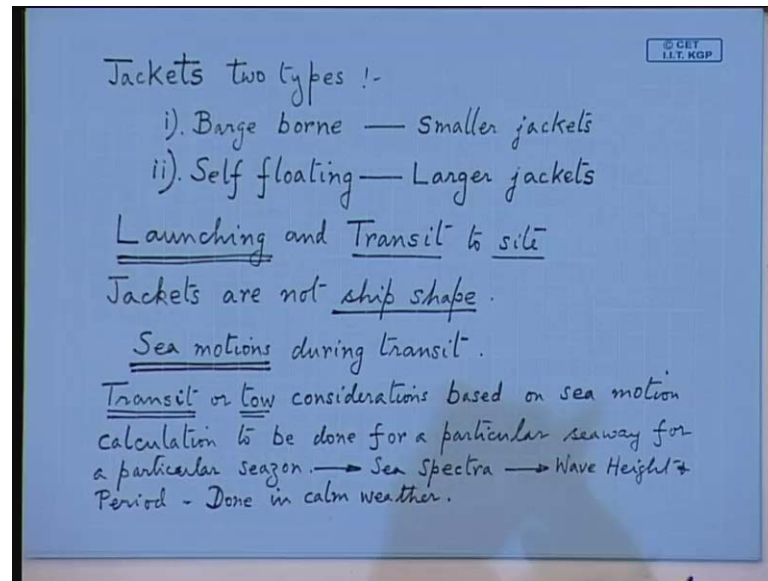 © CET
I.I.T. KGP
Jackets two types :-
i). Barge borne — Smaller jackets
ii). Self floating — Larger jackets
Launching and Transit to site
Jackets are not ship shape.
Sea motions during transit.
Transit or tow considerations based on sea motion
calculation to be done for a particular seaway for
a particular seazon. → Sea Spectra → Wave Height &
Period - Done in calm weather.